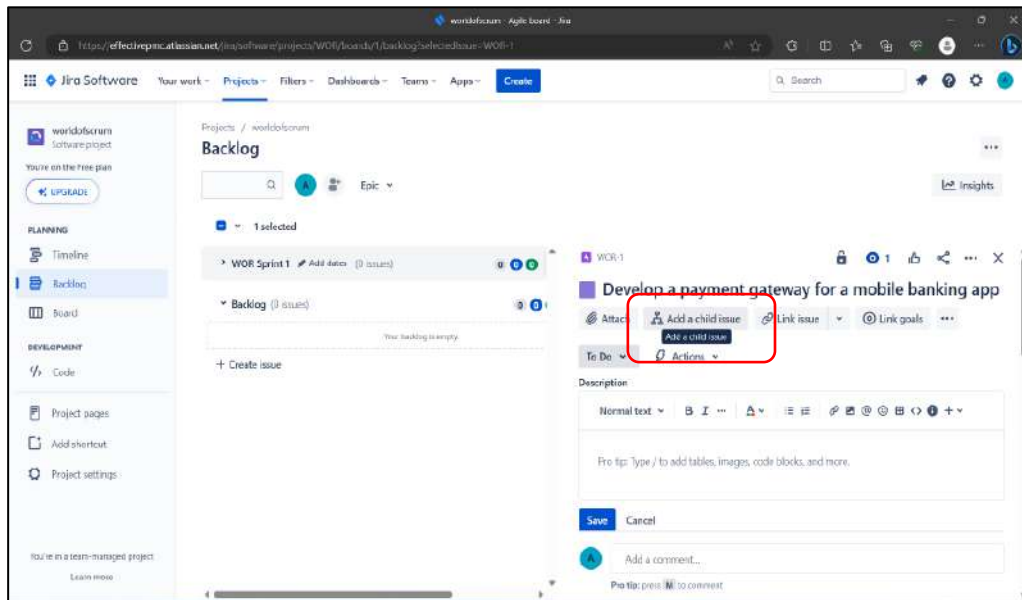 worldofscrum - Agile board - Jira
https://effectivepmc.atlassian.net/jira/software/projects/WOR/boards/1/backlog?selectedIssue=WOR-1
Jira Software Your work Projects Filters Dashboards Teams Apps Create Search
worldofscrum
Software project
You're on the Free plan
UPGRADE
PLANNING
Timeline
Backlog
Board
DEVELOPMENT
Code
Project pages
Add shortcut
Project settings
You're in a team-managed project
Learn more
Projects / worldofscrum
Backlog
A Epic
Insights
1 selected
WOR Sprint 1 Add dates (0 issues) 0 0 0
Backlog (0 issues) 0 0
Your backlog is empty.
+ Create issue
WOR-1 1
Develop a payment gateway for a mobile banking app
Attach Add a child issue Link issue Link goals
Add a child issue
To Do Actions
Description
Normal text B I A
Pro tip: Type / to add tables, images, code blocks, and more.
Save Cancel
A Add a comment...
Pro tip: press M to comment